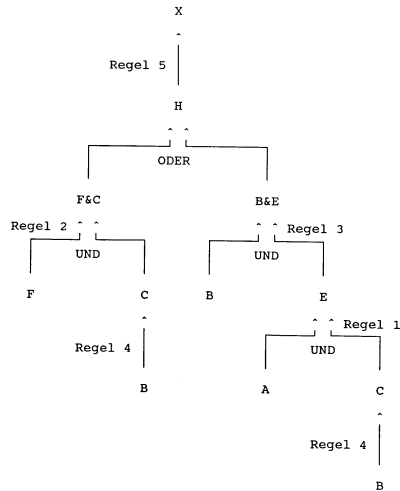 X
Regel 5
H
ODER
F&C B&E
Regel 2 Regel 3
UND UND
F C B E
Regel 4 Regel 1
UND
B A C
Regel 4
B